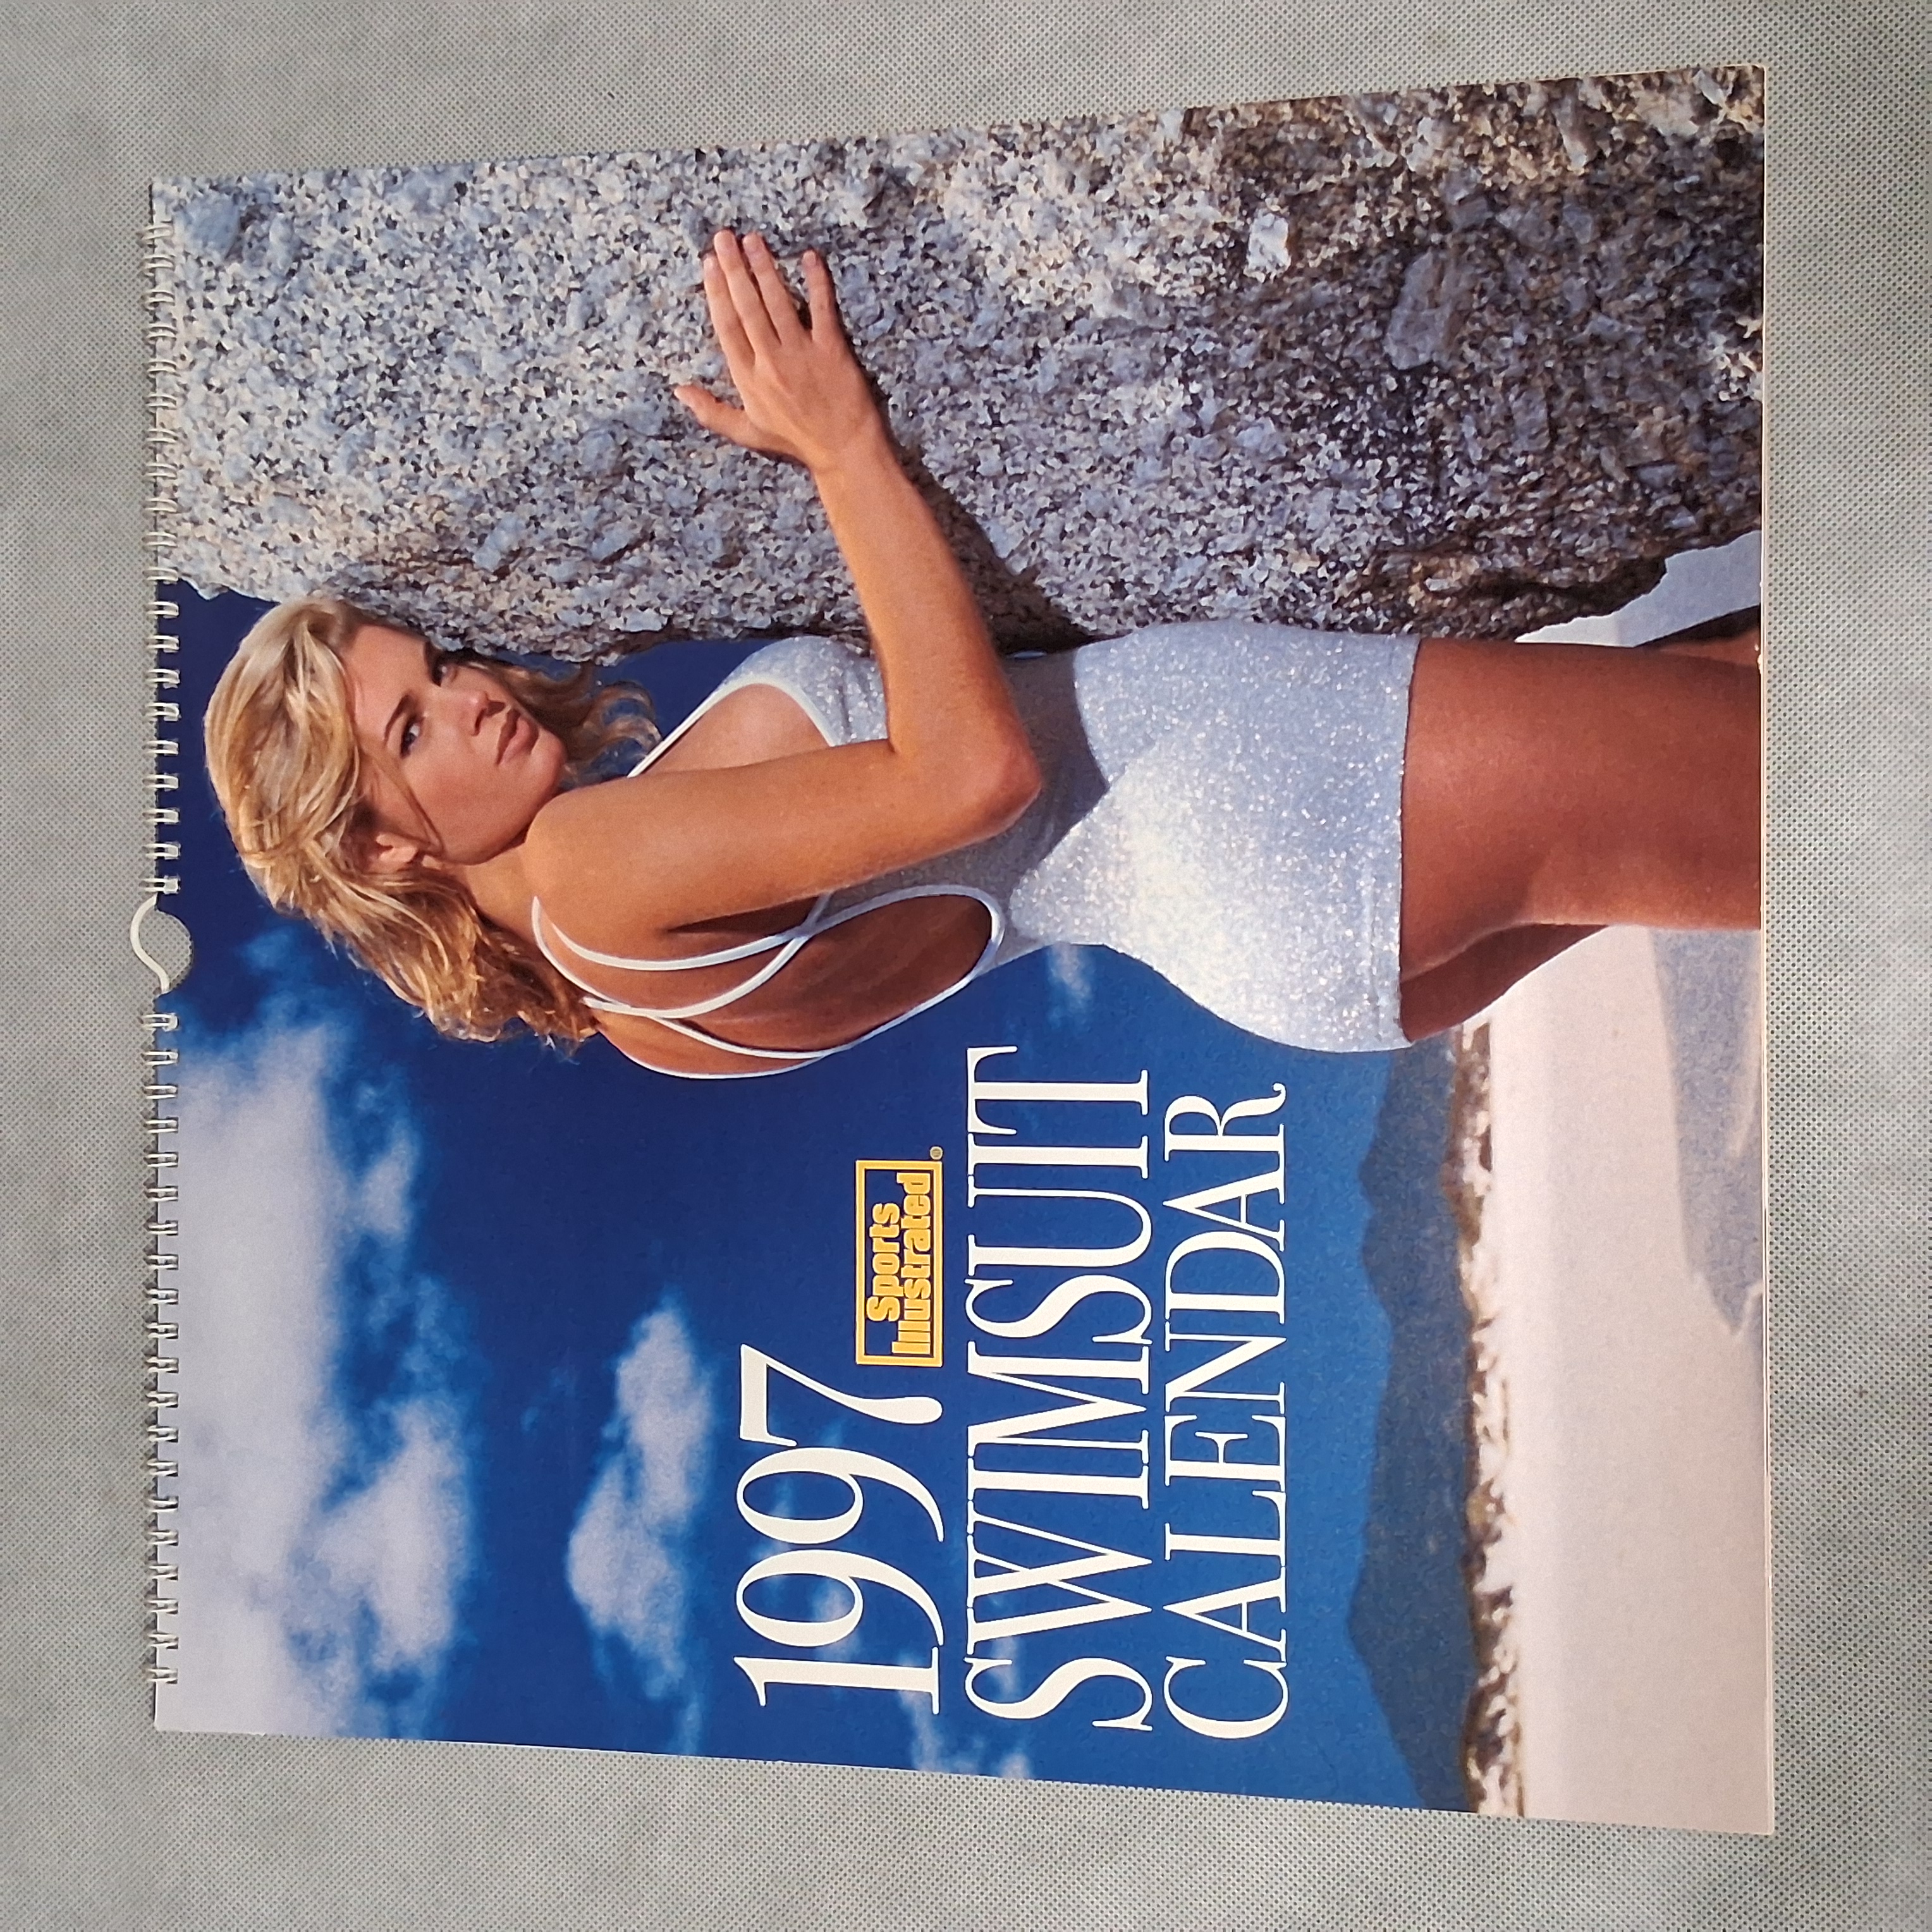 1997
Sports
Illustrated®
SWIMSUIT
CALENDAR